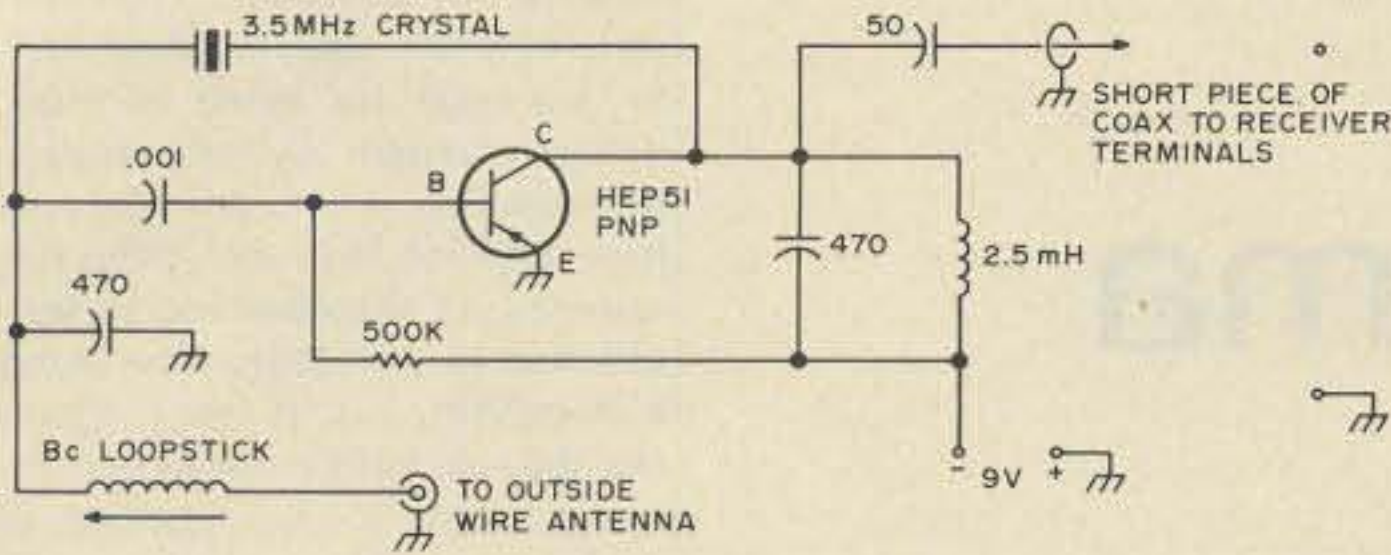 3.5MHz CRYSTAL
50
SHORT PIECE OF
COAX TO RECEIVER
TERMINALS
.001
B
C
E
HEP51
PNP
470
2.5mH
470
500K
Bc LOOPSTICK
TO OUTSIDE
WIRE ANTENNA
- 9V +
ma